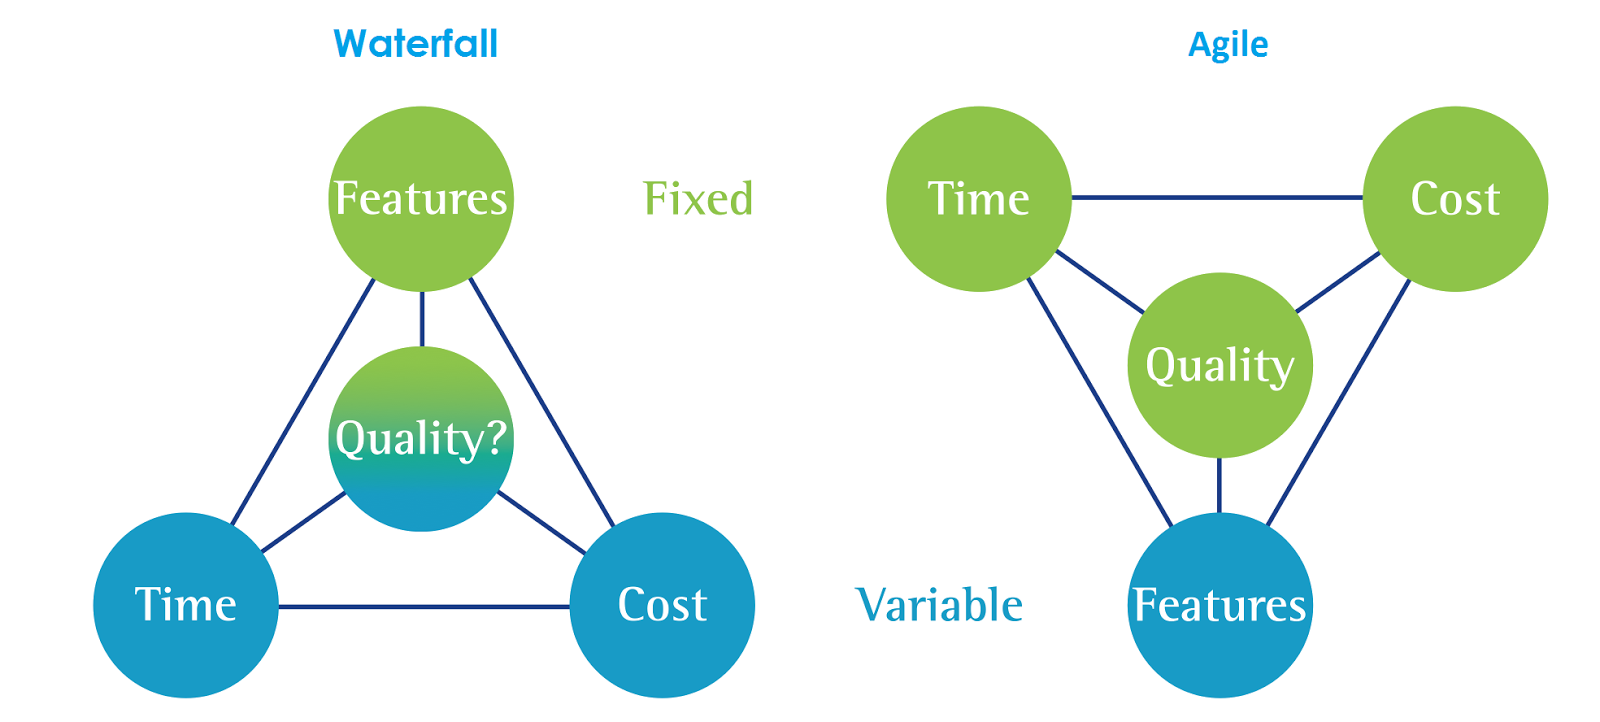 Waterfall
Agile
Features
Fixed
Time
Cost
Quality
Quality?
Time
Cost
Variable
Features